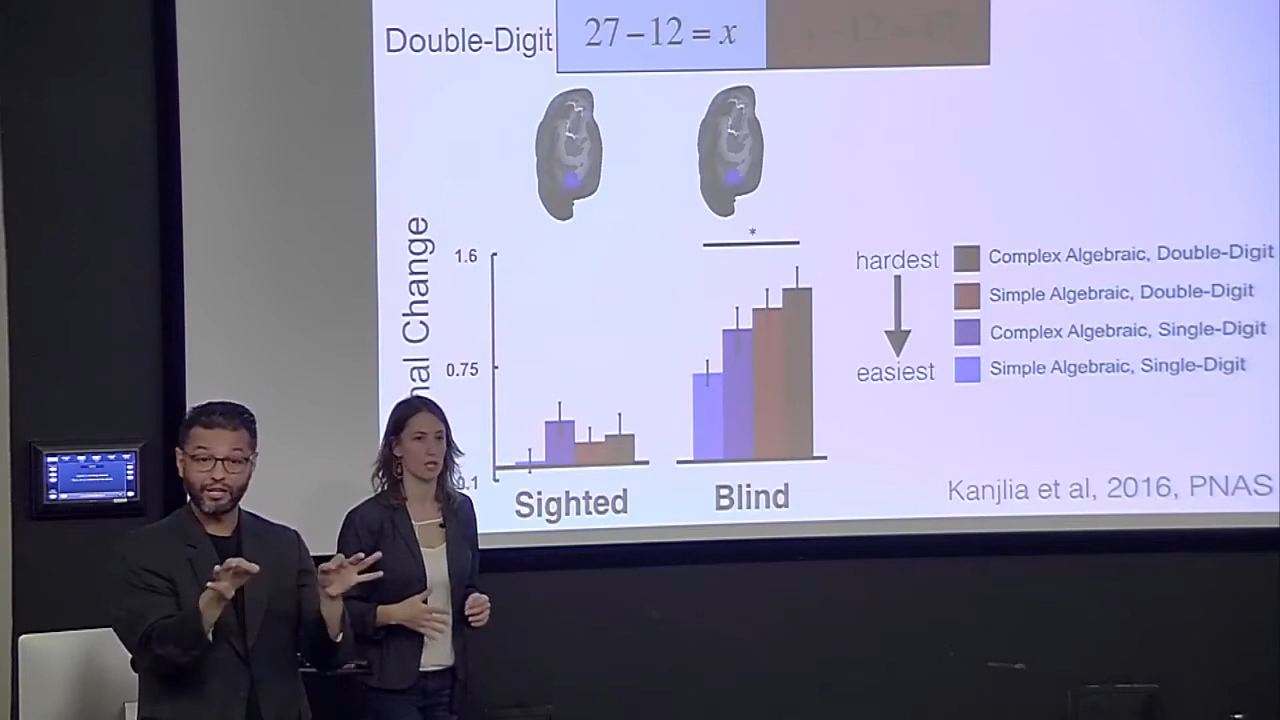 Double-Digit
27 − 12 = x
*
nal Change
1.6
0.75
0.1
Sighted
Blind
hardest
easiest
Complex Algebraic, Double-Digit
Simple Algebraic, Double-Digit
Complex Algebraic, Single-Digit
Simple Algebraic, Single-Digit
Kanjlia et al, 2016, PNAS